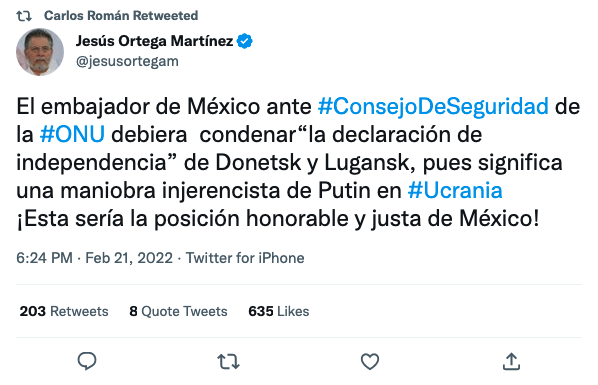 Carlos Román Retweeted
Jesús Ortega Martínez
@jesusortegam
El embajador de México ante #ConsejoDeSeguridad de
la #ONU debiera  condenar“la declaración de
independencia” de Donetsk y Lugansk, pues significa
una maniobra injerencista de Putin en #Ucrania
¡Esta sería la posición honorable y justa de México!
6:24 PM · Feb 21, 2022 · Twitter for iPhone
203 Retweets 8 Quote Tweets 635 Likes